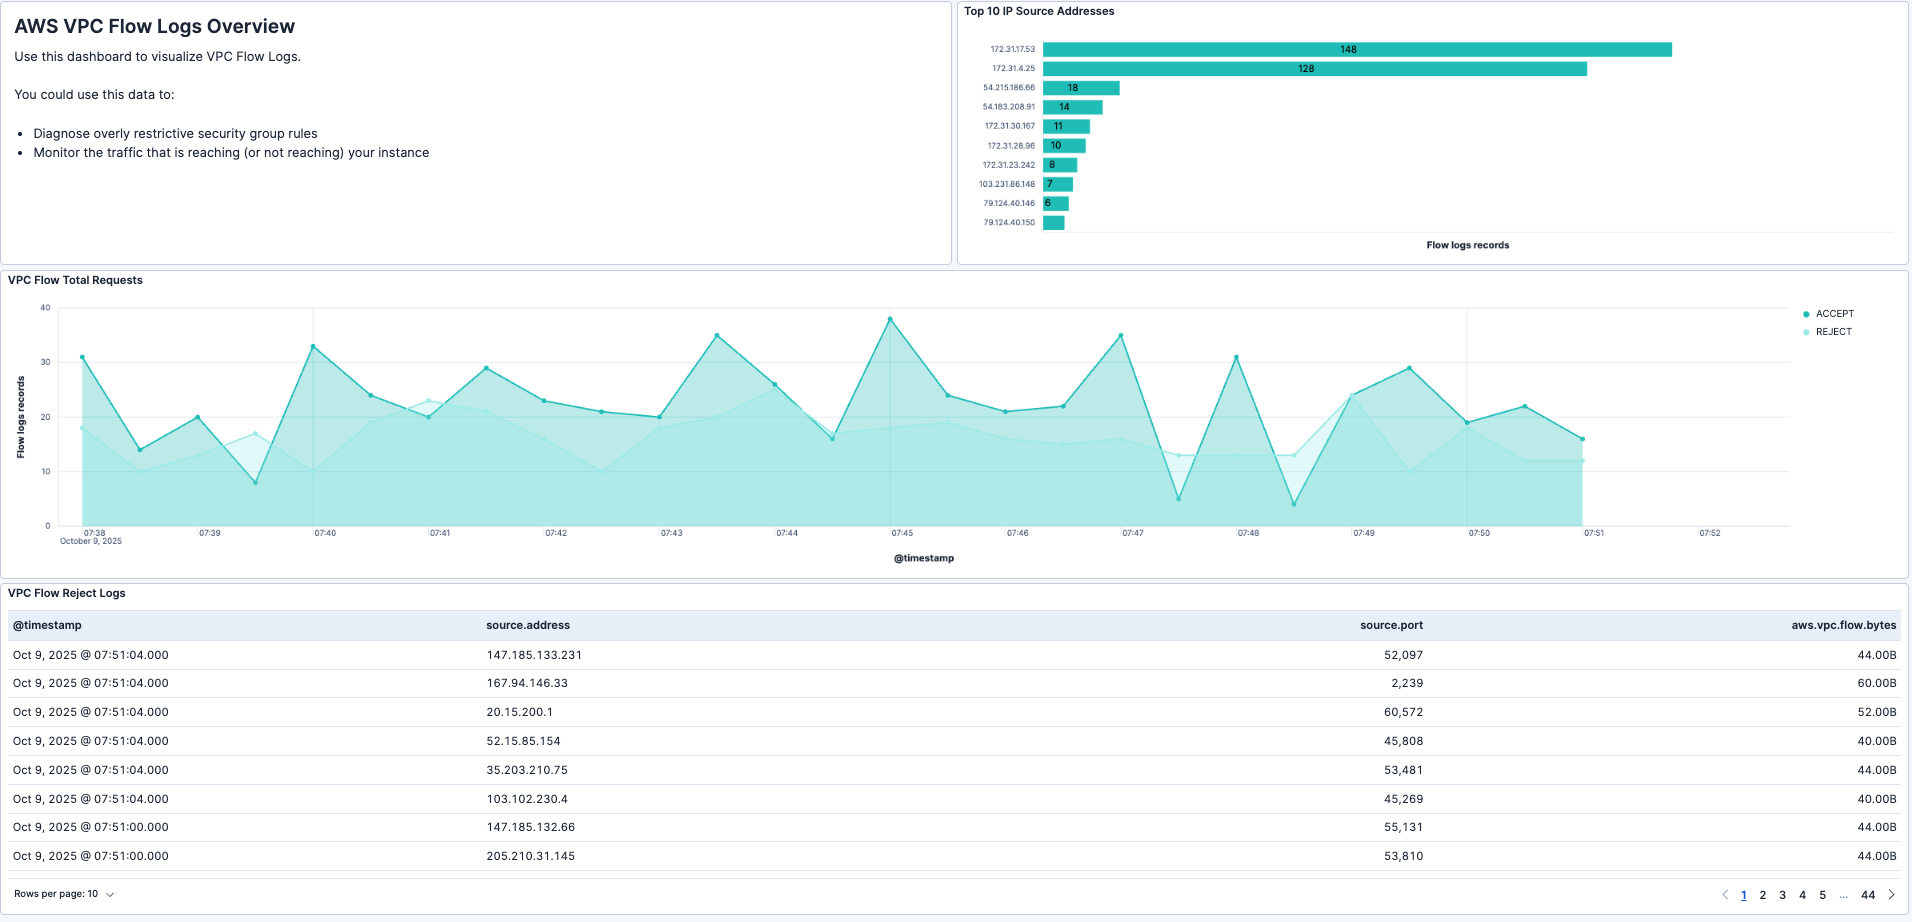 AWS VPC Flow Logs Overview
Use this dashboard to visualize VPC Flow Logs.
You could use this data to:
• Diagnose overly restrictive security group rules
• Monitor the traffic that is reaching (or not reaching) your instance
Top 10 IP Source Addresses
172.31.17.53 148
172.31.4.25 128
54.215.186.66 18
54.183.208.91 14
172.31.30.167 11
172.31.28.96 10
172.31.23.242 8
103.231.86.148 7
79.124.40.146 6
79.124.40.150
Flow logs records
VPC Flow Total Requests
Flow logs records
40
30
20
10
0
07:38 07:39 07:40 07:41 07:42 07:43 07:44 07:45 07:46 07:47 07:48 07:49 07:50 07:51 07:52
October 9, 2025
@timestamp
ACCEPT
REJECT
VPC Flow Reject Logs
@timestamp source.address source.port aws.vpc.flow.bytes
Oct 9, 2025 @ 07:51:04.000 147.185.133.231 52,097 44.00B
Oct 9, 2025 @ 07:51:04.000 167.94.146.33 2,239 60.00B
Oct 9, 2025 @ 07:51:04.000 20.15.200.1 60,572 52.00B
Oct 9, 2025 @ 07:51:04.000 52.15.85.154 45,808 40.00B
Oct 9, 2025 @ 07:51:04.000 35.203.210.75 53,481 44.00B
Oct 9, 2025 @ 07:51:04.000 103.102.230.4 45,269 40.00B
Oct 9, 2025 @ 07:51:00.000 147.185.132.66 55,131 44.00B
Oct 9, 2025 @ 07:51:00.000 205.210.31.145 53,810 44.00B
Rows per page: 10
1 2 3 4 5 ... 44